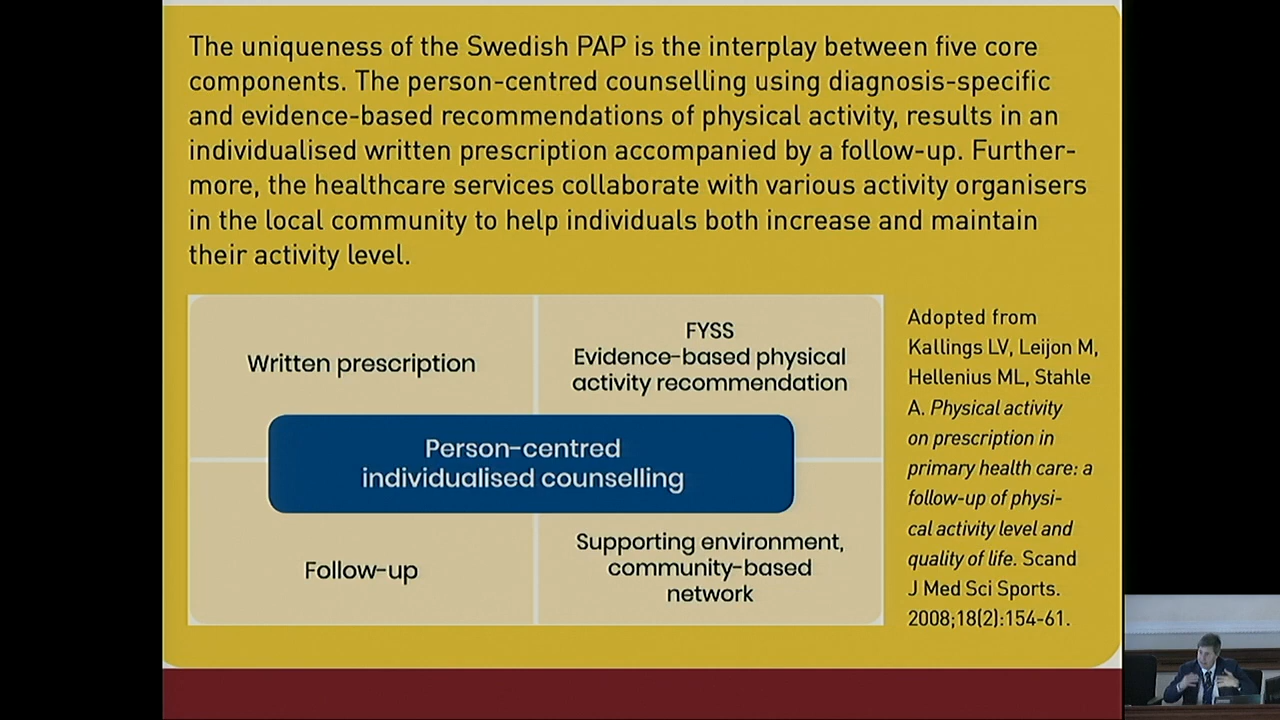 The uniqueness of the Swedish PAP is the interplay between five core
components. The person-centred counselling using diagnosis-specific
and evidence-based recommendations of physical activity, results in an
individualised written prescription accompanied by a follow-up. Further-
more, the healthcare services collaborate with various activity organisers
in the local community to help individuals both increase and maintain
their activity level.
Written prescription
FYSS
Evidence-based physical
activity recommendation
Person-centred
individualised counselling
Follow-up
Supporting environment,
community-based
network
Adopted from
Kallings LV, Leijon M,
Hellenius ML, Stahle
A. Physical activity
on prescription in
primary health care: a
follow-up of physi-
cal activity level and
quality of life. Scand
J Med Sci Sports.
2008;18(2):154-61.